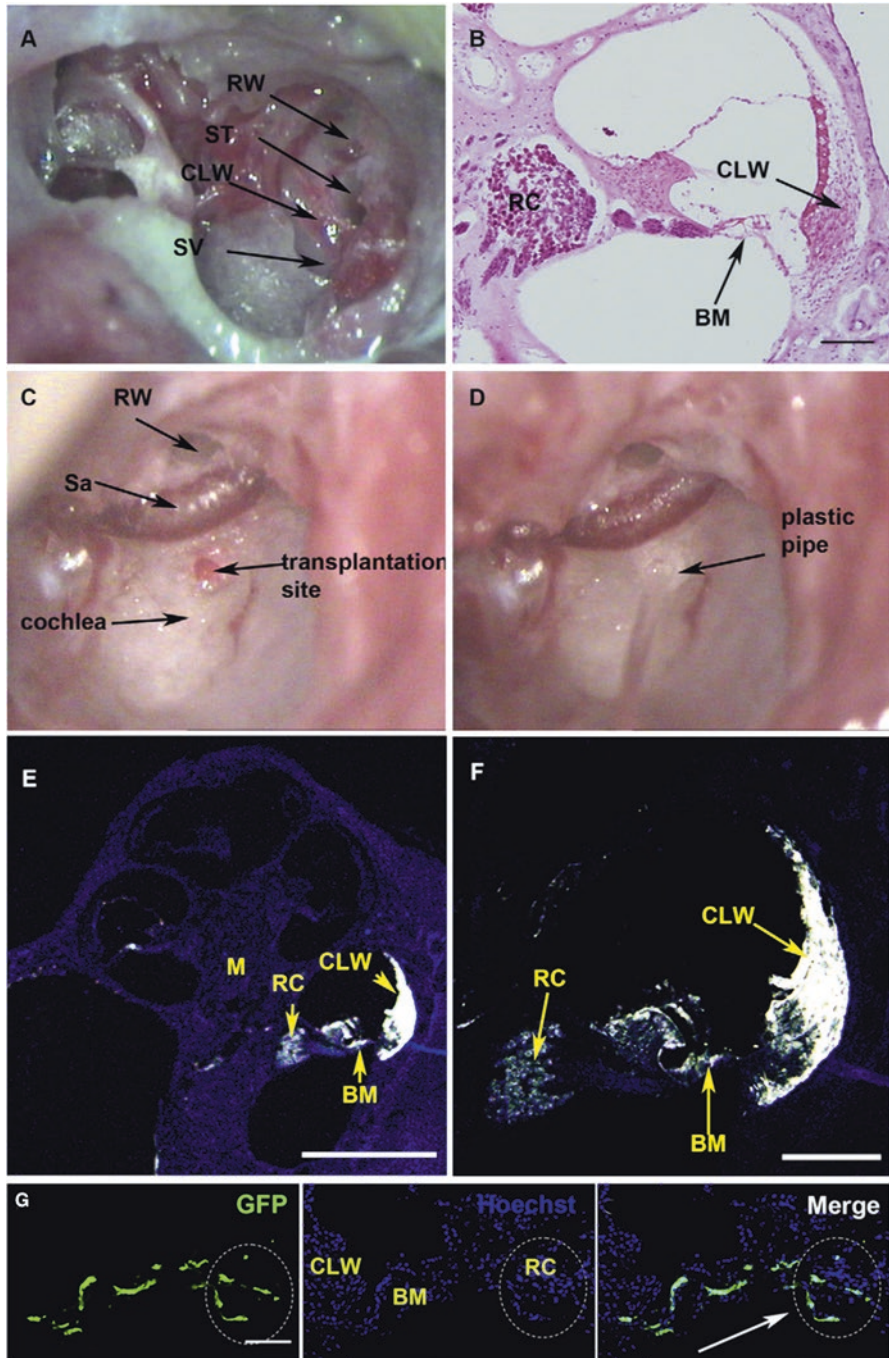 A
RW
ST
CLW
SV
B
CLW
RC
BM
C
RW
Sa
transplantation
site
cochlea
D
plastic
pipe
E
M
RC
CLW
BM
F
CLW
RC
BM
G
GFP
Hoechst
Merge
CLW
BM
RC